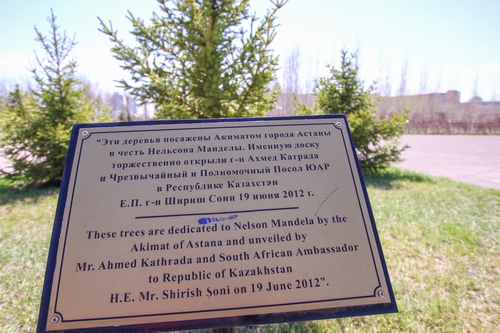 "Эти деревья посажены Акиматом города Астаны
в честь Нельсона Манделы. Именную доску
торжественно открыли г-н Ахмед Катрада
и Чрезвычайный и Полномочный Посол ЮАР
в Республике Казахстан
Е.П. г-н Шириш Сони 19 июня 2012 г.
These trees are dedicated to Nelson Mandela by the
Akimat of Astana and unveiled by
Mr. Ahmed Kathrada and South African Ambassador
to Republic of Kazakhstan
H.E. Mr. Shirish Soni on 19 June 2012".